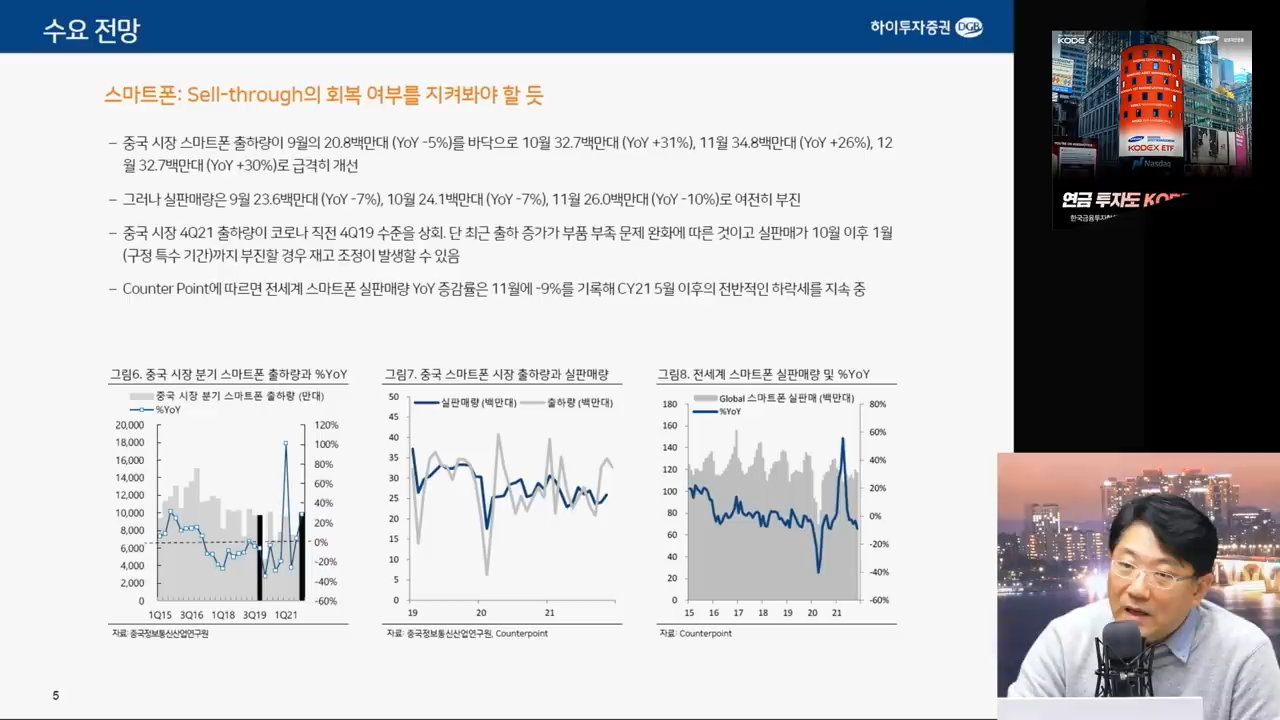 수요 전망
하이투자증권 DGB
스마트폰: Sell-through의 회복 여부를 지켜봐야 할 듯
– 중국 시장 스마트폰 출하량이 9월의 20.8백만대 (YoY -5%)를 바닥으로 10월 32.7백만대 (YoY +31%), 11월 34.8백만대 (YoY +26%), 12
월 32.7백만대 (YoY +30%)로 급격히 개선
– 그러나 실판매량은 9월 23.6백만대 (YoY -7%), 10월 24.1백만대 (YoY -7%), 11월 26.0백만대 (YoY -10%)로 여전히 부진
– 중국 시장 4Q21 출하량이 코로나 직전 4Q19 수준을 상회. 단 최근 출하 증가가 부품 부족 문제 완화에 따른 것이고 실판매가 10월 이후 1월
(구정 특수 기간)까지 부진할 경우 재고 조정이 발생할 수 있음
– Counter Point에 따르면 전세계 스마트폰 실판매량 YoY 증감률은 11월에 -9%를 기록해 CY21 5월 이후의 전반적인 하락세를 지속 중
그림6. 중국 시장 분기 스마트폰 출하량과 %YoY
중국 시장 분기 스마트폰 출하량 (만대)
%YoY
20,000
18,000
16,000
14,000
12,000
10,000
8,000
6,000
4,000
2,000
0
120%
100%
80%
60%
40%
20%
0%
-20%
-40%
-60%
1Q15 3Q16 1Q18 3Q19 1Q21
자료: 중국정보통신산업연구원
그림7. 중국 스마트폰 시장 출하량과 실판매량
실판매량 (백만대) 출하량 (백만대)
50
45
40
35
30
25
20
15
10
5
0
19 20 21
자료: 중국정보통신산업연구원, Counterpoint
그림8. 전세계 스마트폰 실판매량 및 %YoY
Global 스마트폰 실판매 (백만대)
%YoY
180
160
140
120
100
80
60
40
20
0
80%
60%
40%
20%
0%
-20%
-40%
-60%
15 16 17 18 19 20 21
자료: Counterpoint
5
KODE
KODEX ETF
Nasdaq
연금 투자도 KOD
한국금융투자협